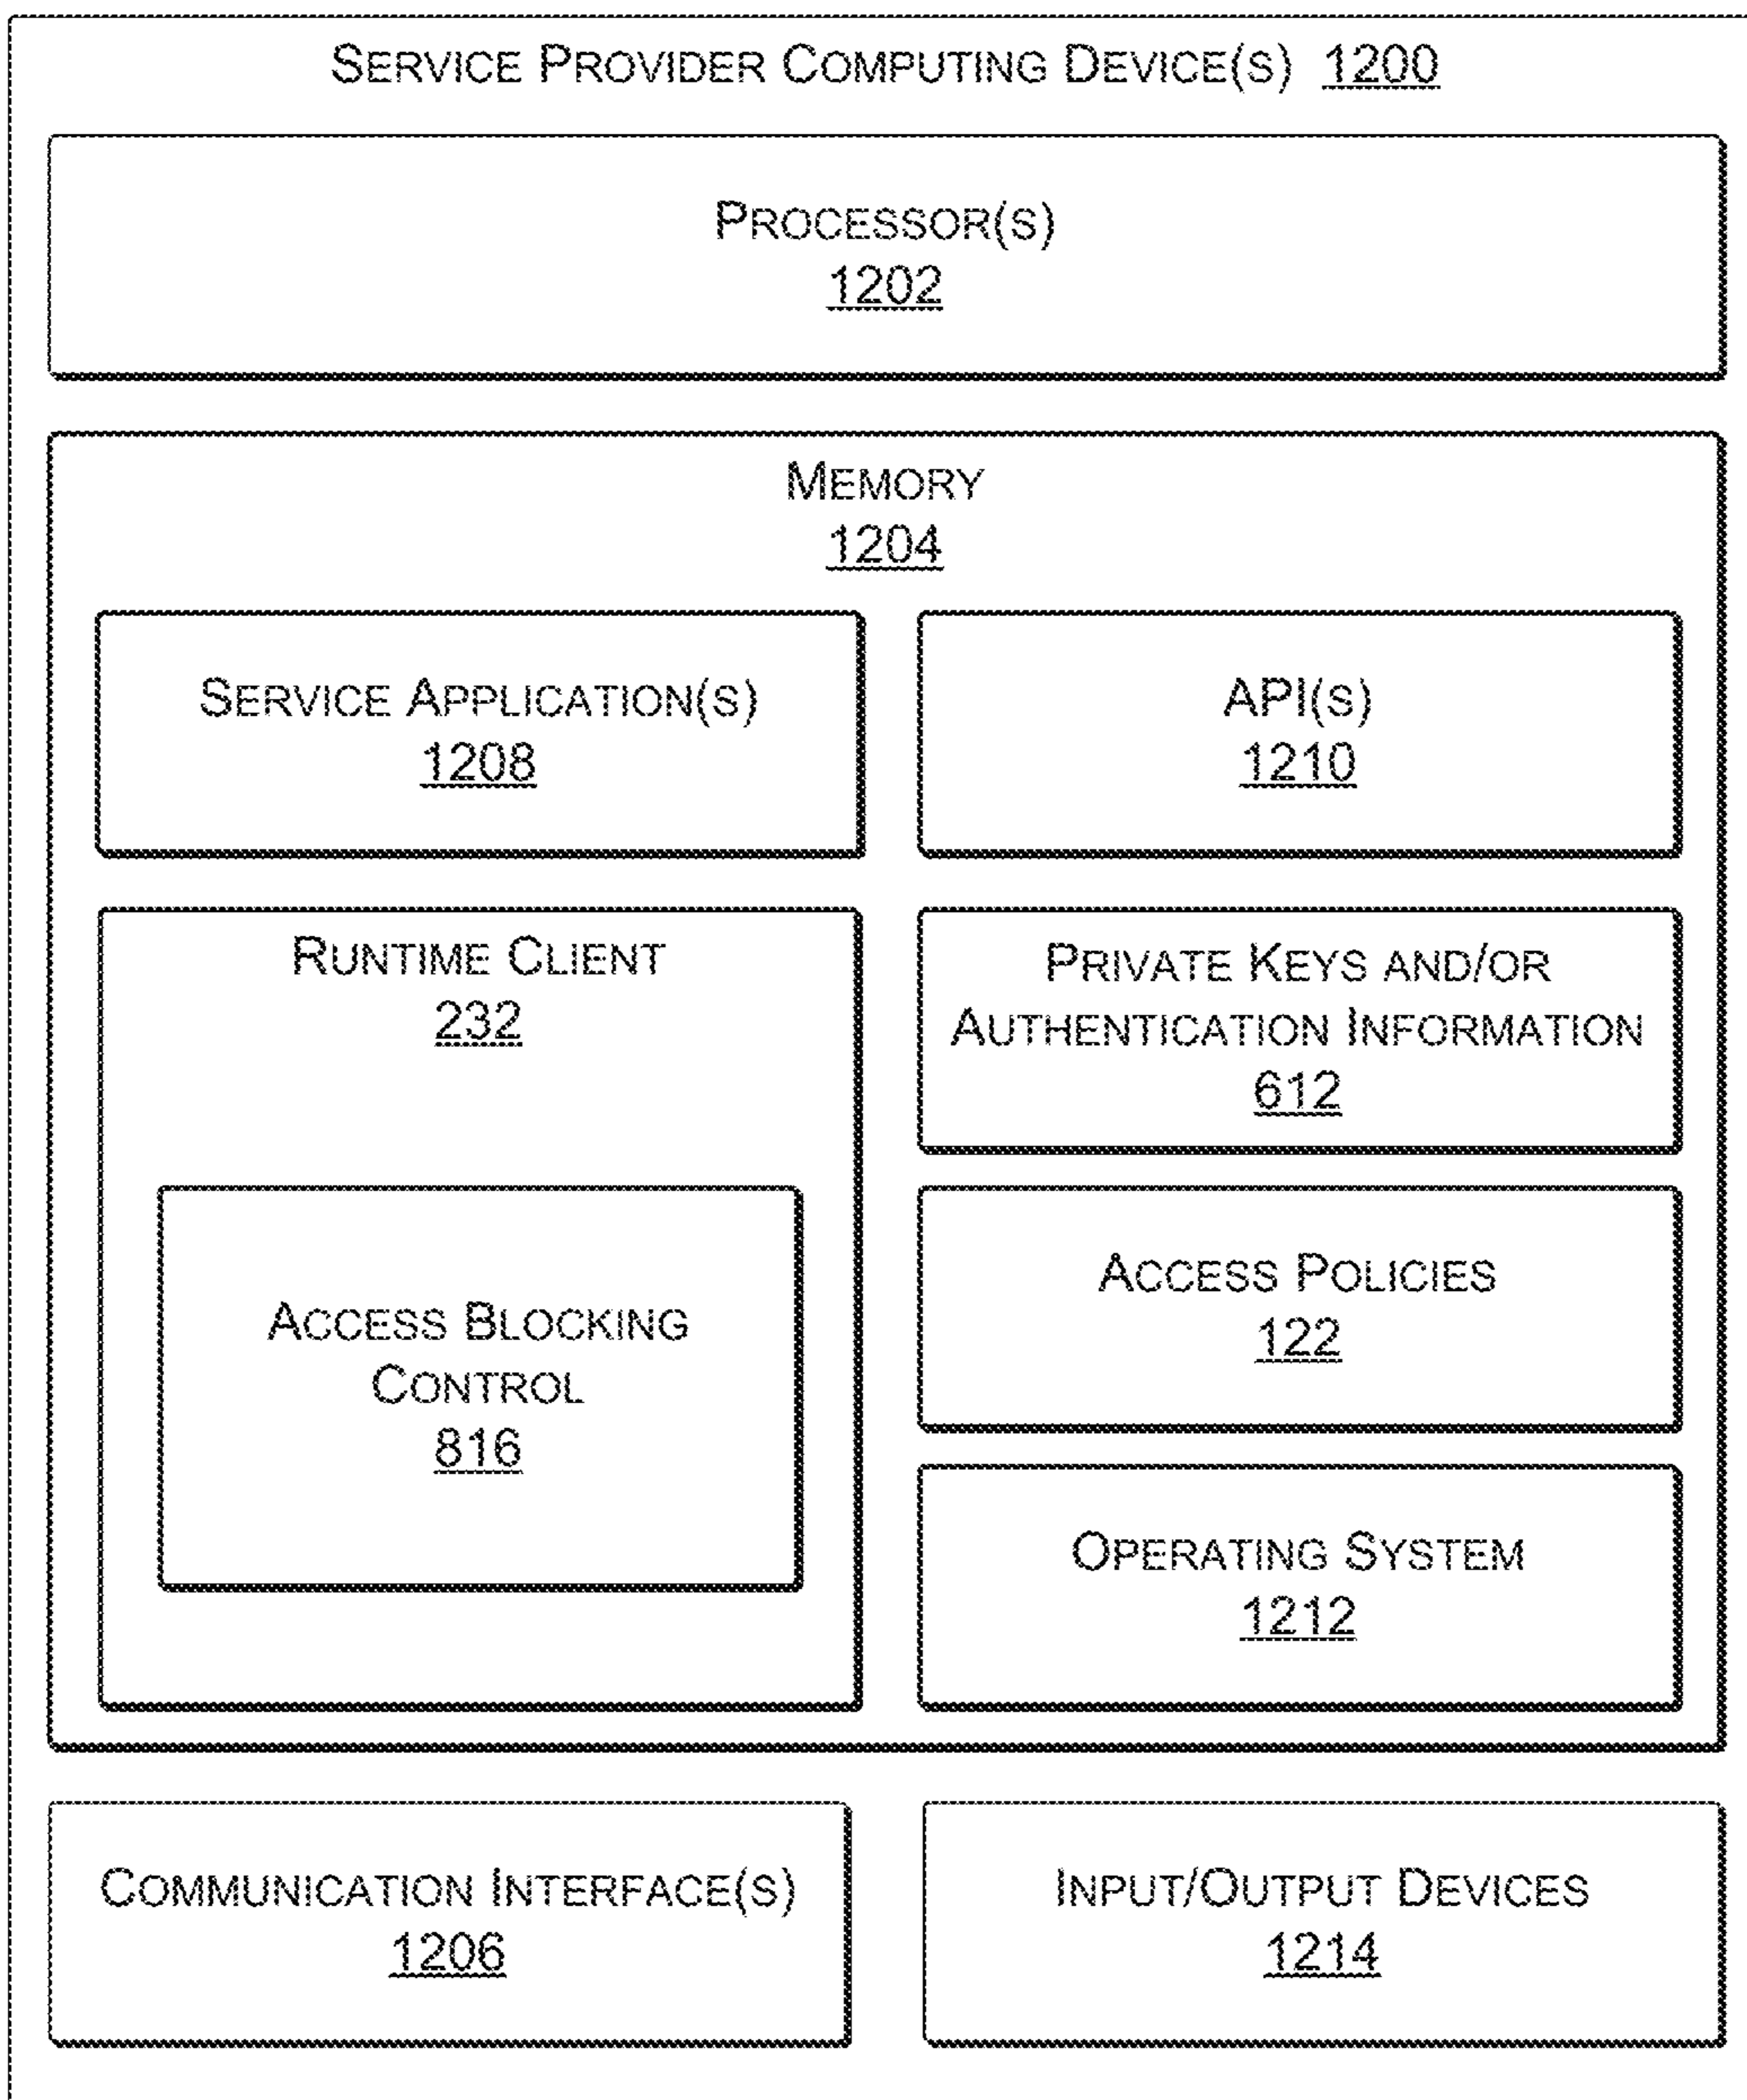 SERVICE PROVIDER COMPUTING DEVICE(S) 1200
PROCESSOR(S)
1202
MEMORY
1204
SERVICE APPLICATION(S)
1208
API(S)
1210
RUNTIME CLIENT
232
ACCESS BLOCKING
CONTROL
816
PRIVATE KEYS AND/OR
AUTHENTICATION INFORMATION
612
ACCESS POLICIES
122
OPERATING SYSTEM
1212
COMMUNICATION INTERFACE(S)
1206
INPUT/OUTPUT DEVICES
1214